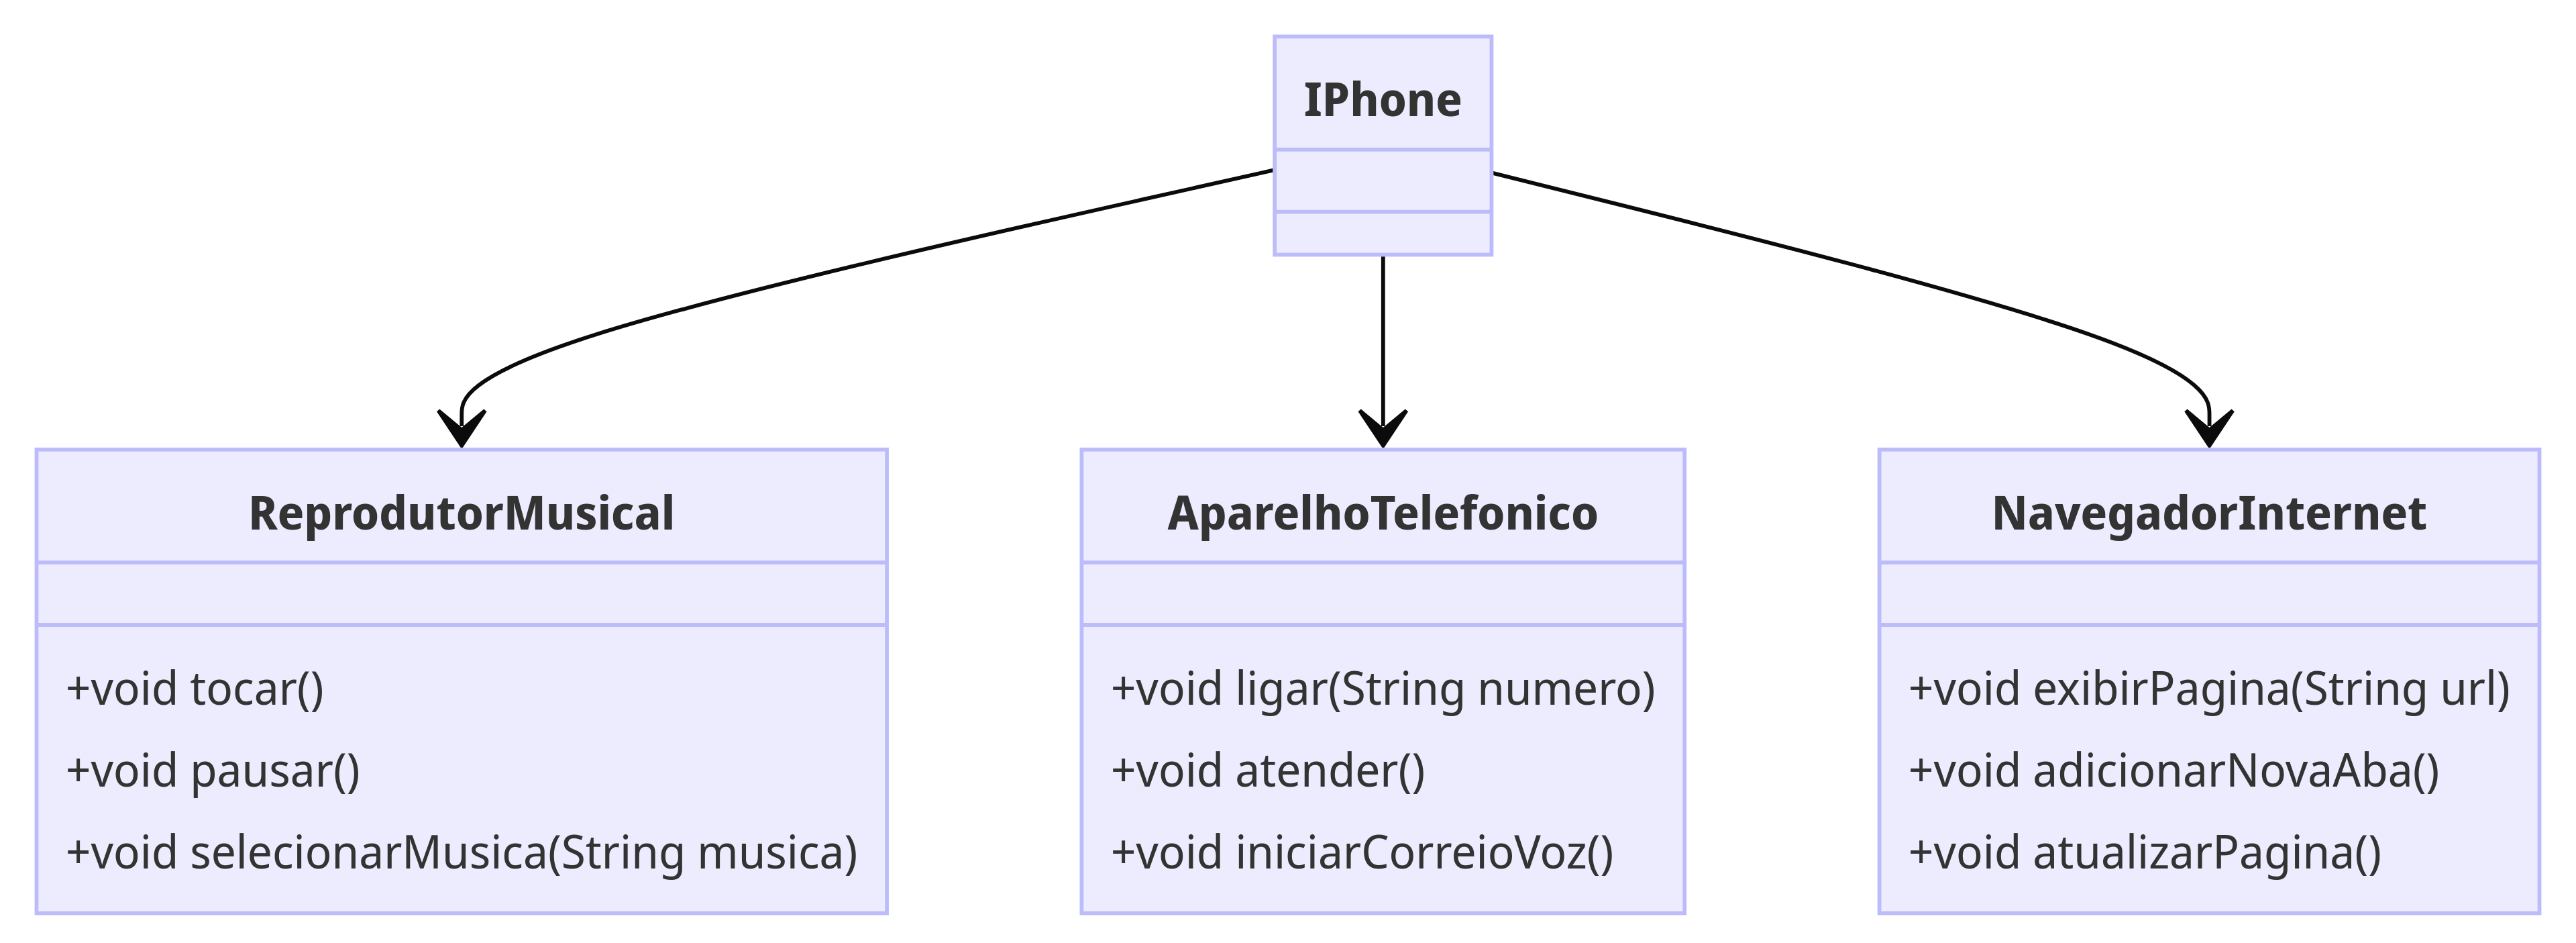 IPhone
ReprodutorMusical
+void tocar()
+void pausar()
+void selecionarMusica(String musica)
AparelhoTelefonico
+void ligar(String numero)
+void atender()
+void iniciarCorreioVoz()
NavegadorInternet
+void exibirPagina(String url)
+void adicionarNovaAba()
+void atualizarPagina()